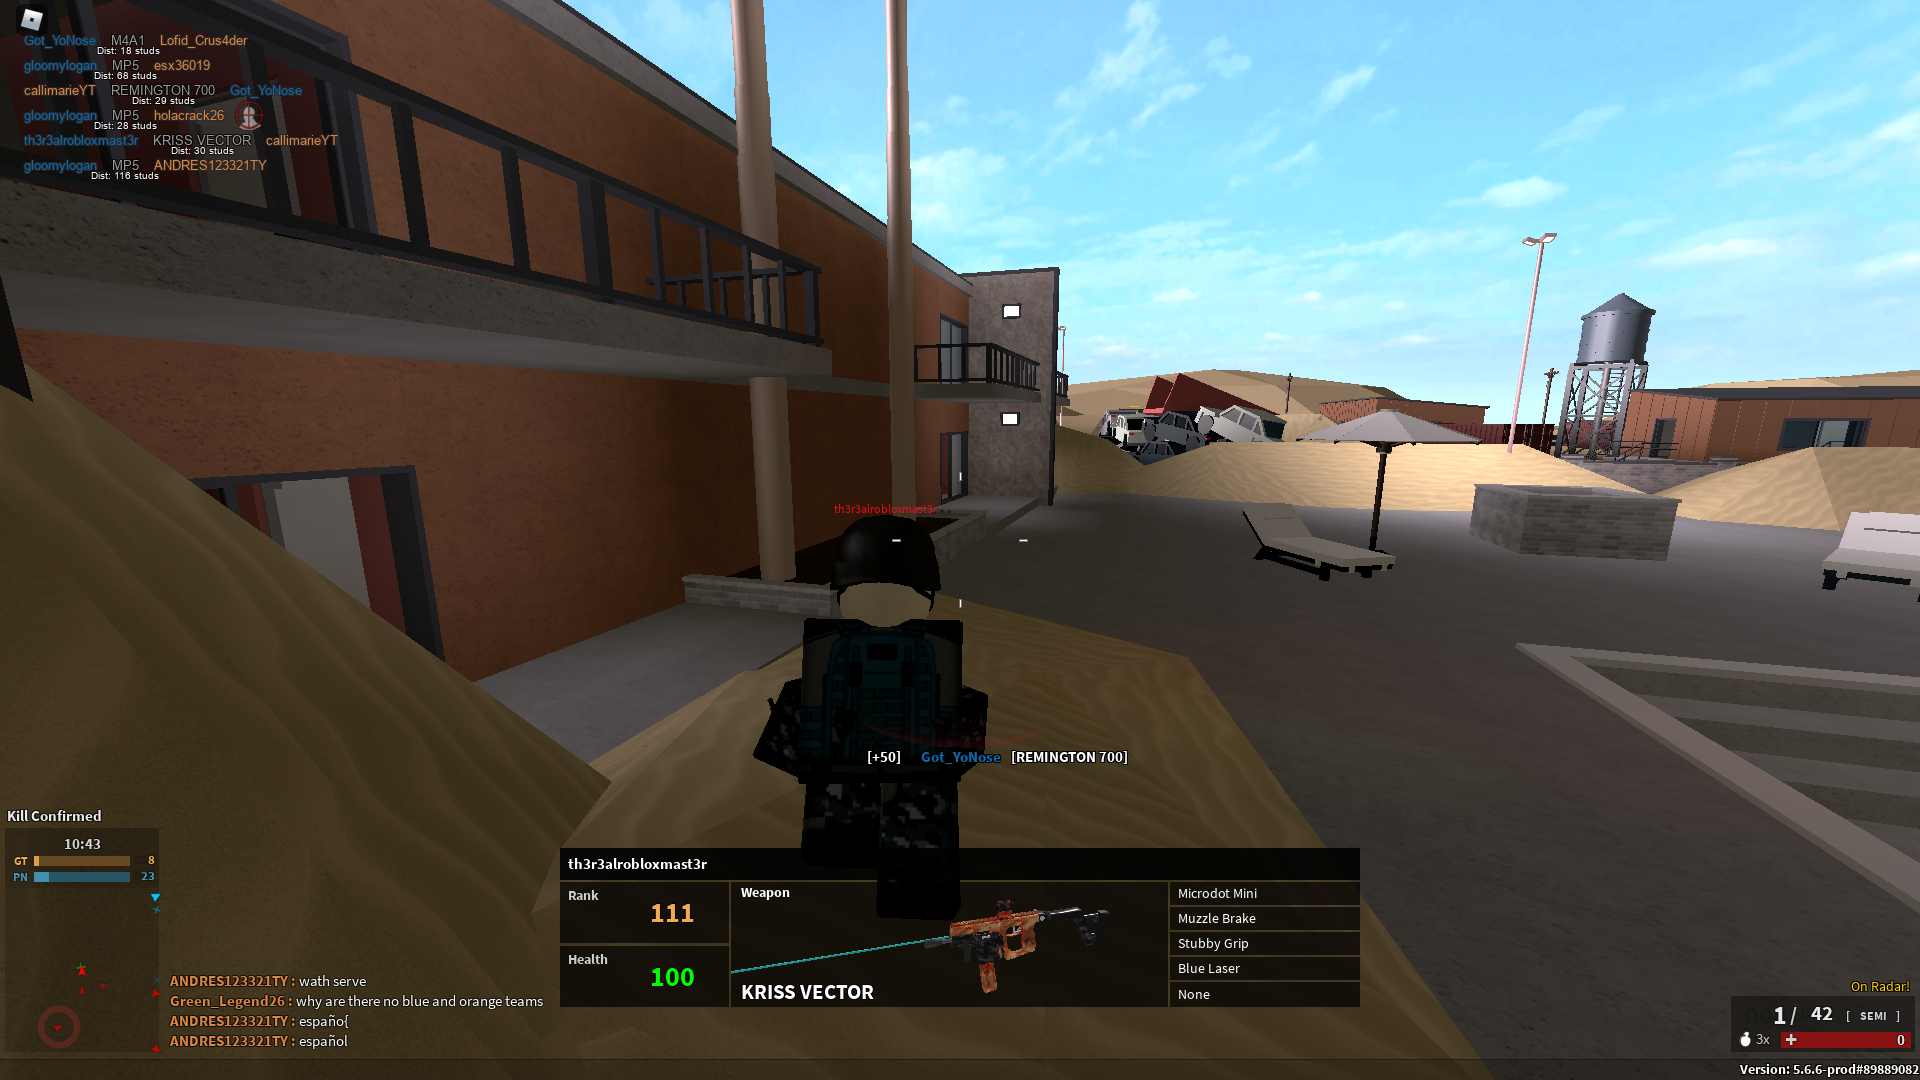 Got_YoNose M4A1 Lofid_Crus4der
Dist: 18 studs
gloomylogan MP5 esx36019
Dist: 68 studs
callimarieYT REMINGTON 700 Got_YoNose
Dist: 29 studs
gloomylogan MP5 holacrack26
Dist: 28 studs
th3r3alrobloxmast3r KRISS VECTOR callimarieYT
Dist: 30 studs
gloomylogan MP5 ANDRES123321TY
Dist: 116 studs
th3r3alrobloxmast3r
[+50] Got_YoNose [REMINGTON 700]
Kill Confirmed
10:43
GT 8
PN 23
th3r3alrobloxmast3r
Rank
111
Health
100
Weapon
KRISS VECTOR
Microdot Mini
Muzzle Brake
Stubby Grip
Blue Laser
None
ANDRES123321TY : wath serve
Green_Legend26 : why are there no blue and orange teams
ANDRES123321TY : españo{
ANDRES123321TY : español
On Radar!
1 / 42 [ SEMI ]
3x 0
Version: 5.6.6-prod#89889082